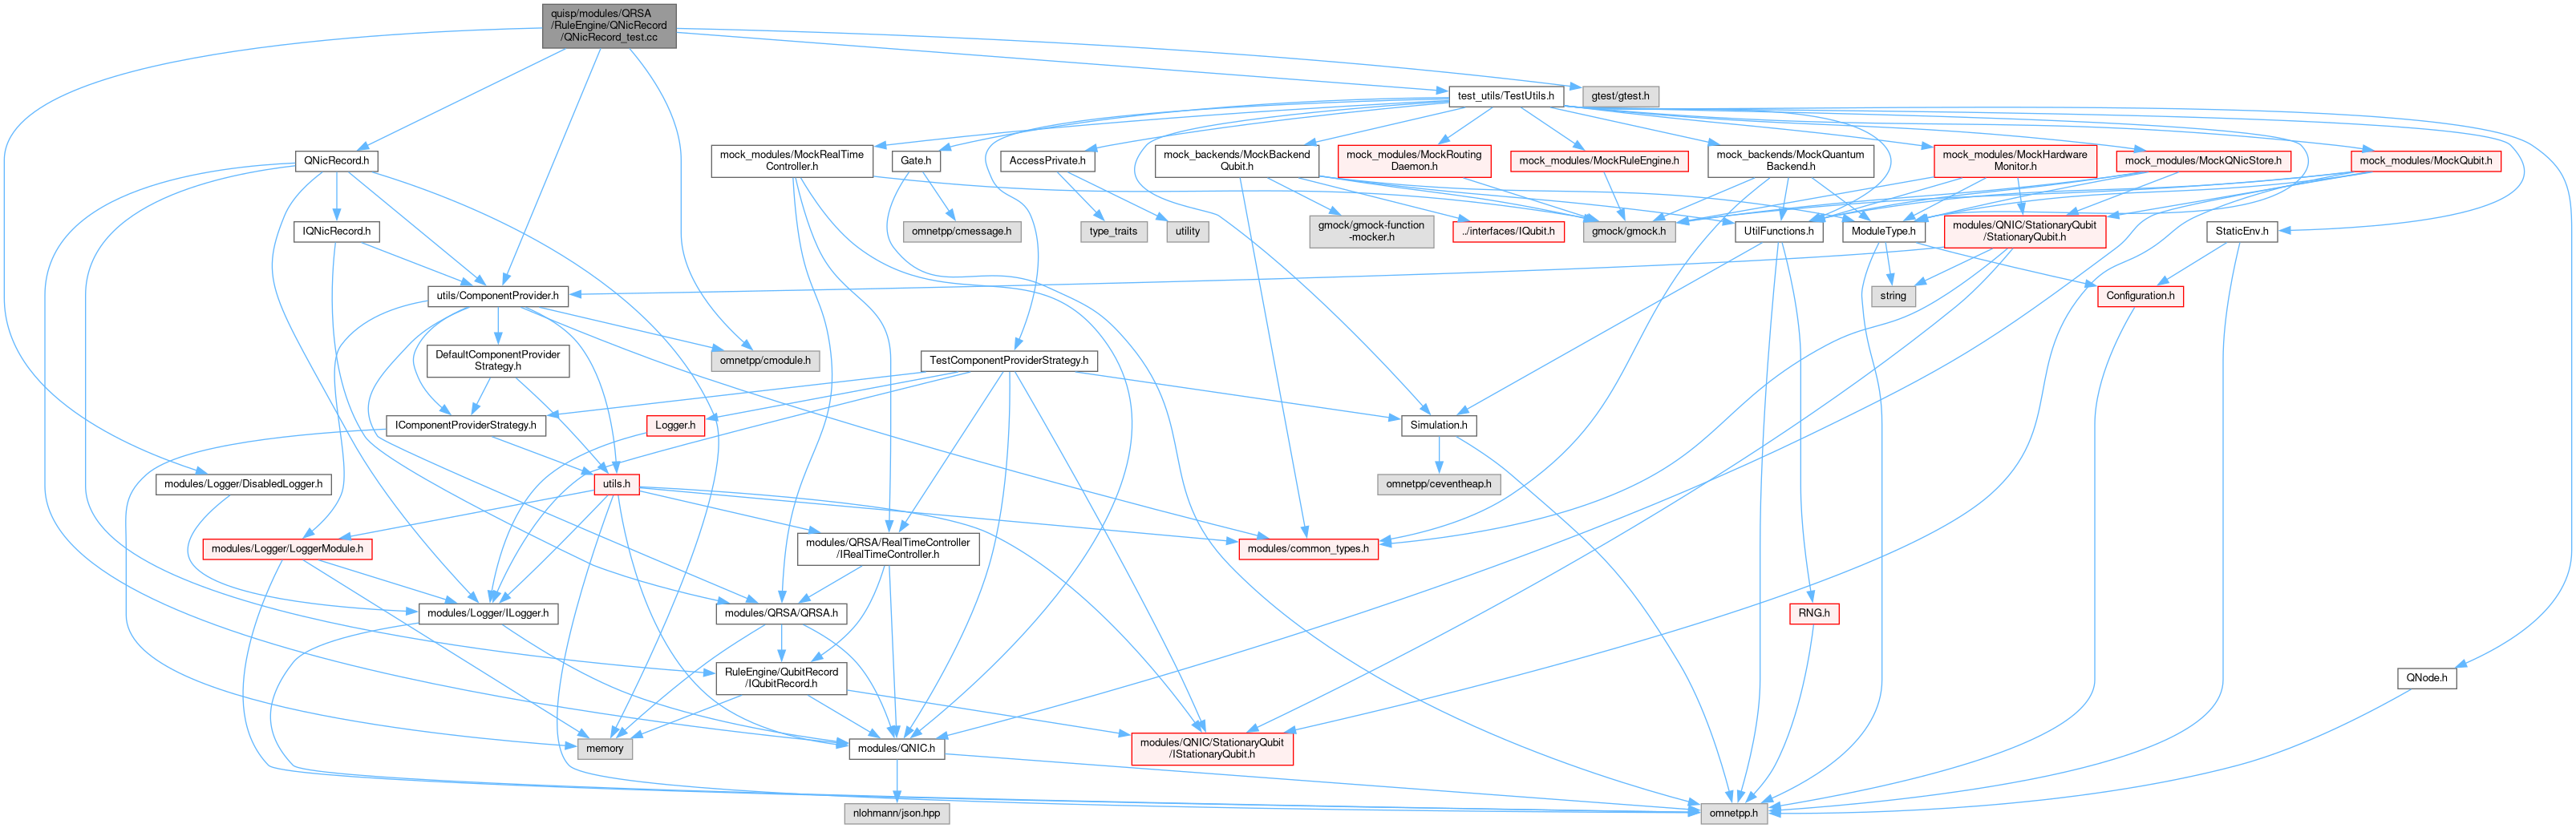 quisp/modules/QRSA
/RuleEngine/QNicRecord
/QNicRecord_test.cc
test_utils/TestUtils.h
gtest/gtest.h
QNicRecord.h
mock_modules/MockRealTime
Controller.h
Gate.h
AccessPrivate.h
mock_backends/MockBackend
Qubit.h
mock_modules/MockRouting
Daemon.h
mock_modules/MockRuleEngine.h
mock_backends/MockQuantum
Backend.h
mock_modules/MockHardware
Monitor.h
mock_modules/MockQNicStore.h
mock_modules/MockQubit.h
IQNicRecord.h
omnetpp/cmessage.h
type_traits
utility
gmock/gmock-function
-mocker.h
../interfaces/IQubit.h
gmock/gmock.h
UtilFunctions.h
ModuleType.h
modules/QNIC/StationaryQubit
/StationaryQubit.h
StaticEnv.h
utils/ComponentProvider.h
string
Configuration.h
DefaultComponentProvider
Strategy.h
omnetpp/cmodule.h
TestComponentProviderStrategy.h
IComponentProviderStrategy.h
Logger.h
Simulation.h
modules/Logger/DisabledLogger.h
utils.h
omnetpp/ceventheap.h
modules/Logger/LoggerModule.h
modules/QRSA/RealTimeController
/IRealTimeController.h
modules/common_types.h
modules/Logger/ILogger.h
modules/QRSA/QRSA.h
RNG.h
RuleEngine/QubitRecord
/IQubitRecord.h
QNode.h
memory
modules/QNIC.h
modules/QNIC/StationaryQubit
/IStationaryQubit.h
nlohmann/json.hpp
omnetpp.h